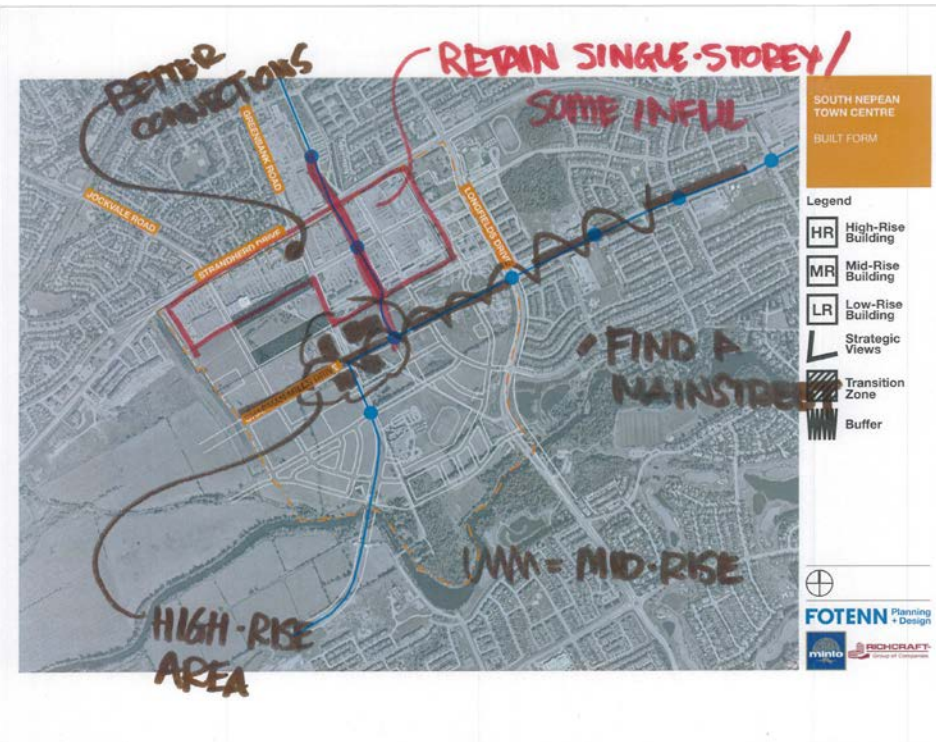 BETTER
CONNECTIONS
RETAIN SINGLE-STOREY/
SOME INFILL
GREENBANK ROAD
JOCKVALE ROAD
STRANDHERD DRIVE
LONGFIELDS DRIVE
• FIND A
MAINSTREET
= MID-RISE
HIGH-RISE
AREA
SOUTH NEPEAN
TOWN CENTRE
BUILT FORM
Legend
HR High-Rise
Building
MR Mid-Rise
Building
LR Low-Rise
Building
Strategic
Views
Transition
Zone
Buffer
FOTENN Planning
+ Design
minto
RICHCRAFT
Group of Companies